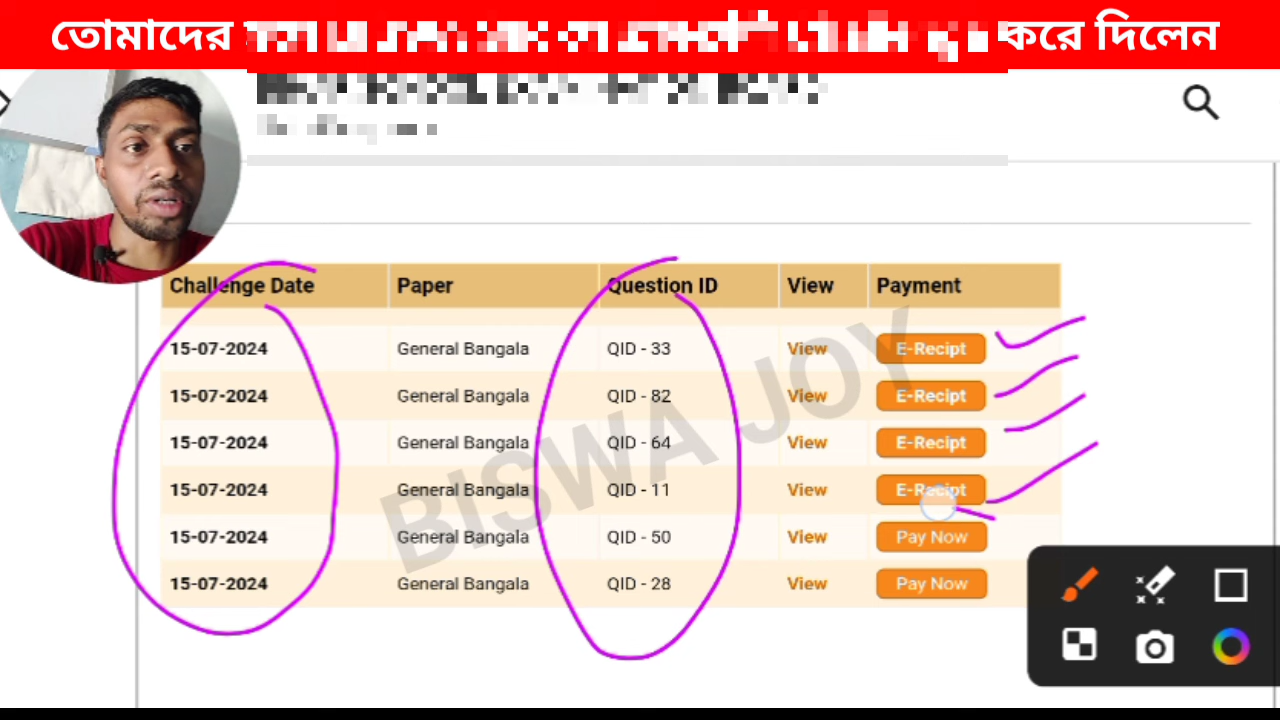 তোমাদের করে দিলেন
Challenge Date Paper Question ID View Payment
15-07-2024 General Bangala QID - 33 View E-Recipt
15-07-2024 General Bangala QID - 82 View E-Recipt
15-07-2024 General Bangala QID - 64 View E-Recipt
15-07-2024 General Bangala QID - 11 View E-Recipt
15-07-2024 General Bangala QID - 50 View Pay Now
15-07-2024 General Bangala QID - 28 View Pay Now
BISWA JOY